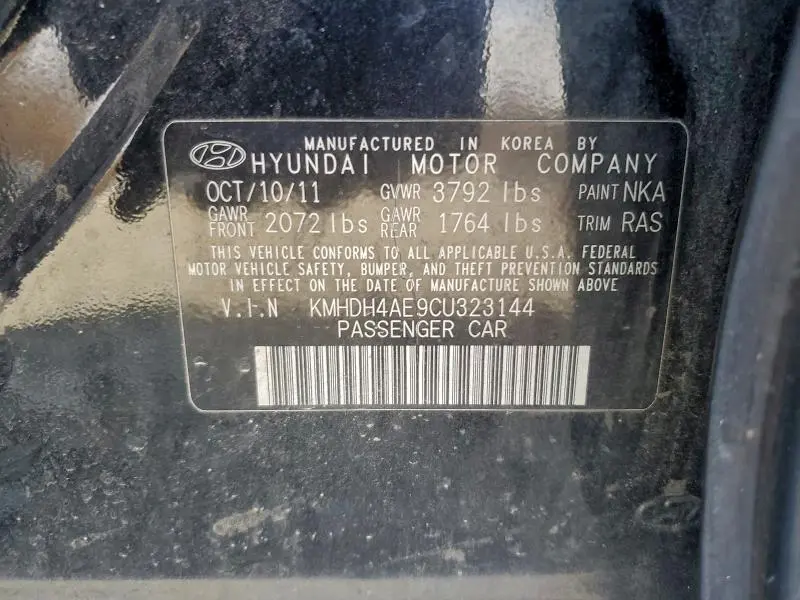 MANUFACTURED IN KOREA BY
HYUNDAI MOTOR COMPANY
OCT/10/11 GVWR 3792 lbs PAINT NKA
GAWR FRONT 2072 lbs GAWR REAR 1764 lbs TRIM RAS
THIS VEHICLE CONFORMS TO ALL APPLICABLE U.S.A. FEDERAL
MOTOR VEHICLE SAFETY, BUMPER, AND THEFT PREVENTION STANDARDS
IN EFFECT ON THE DATE OF MANUFACTURE SHOWN ABOVE
V.I.N KMHDH4AE9CU323144
PASSENGER CAR